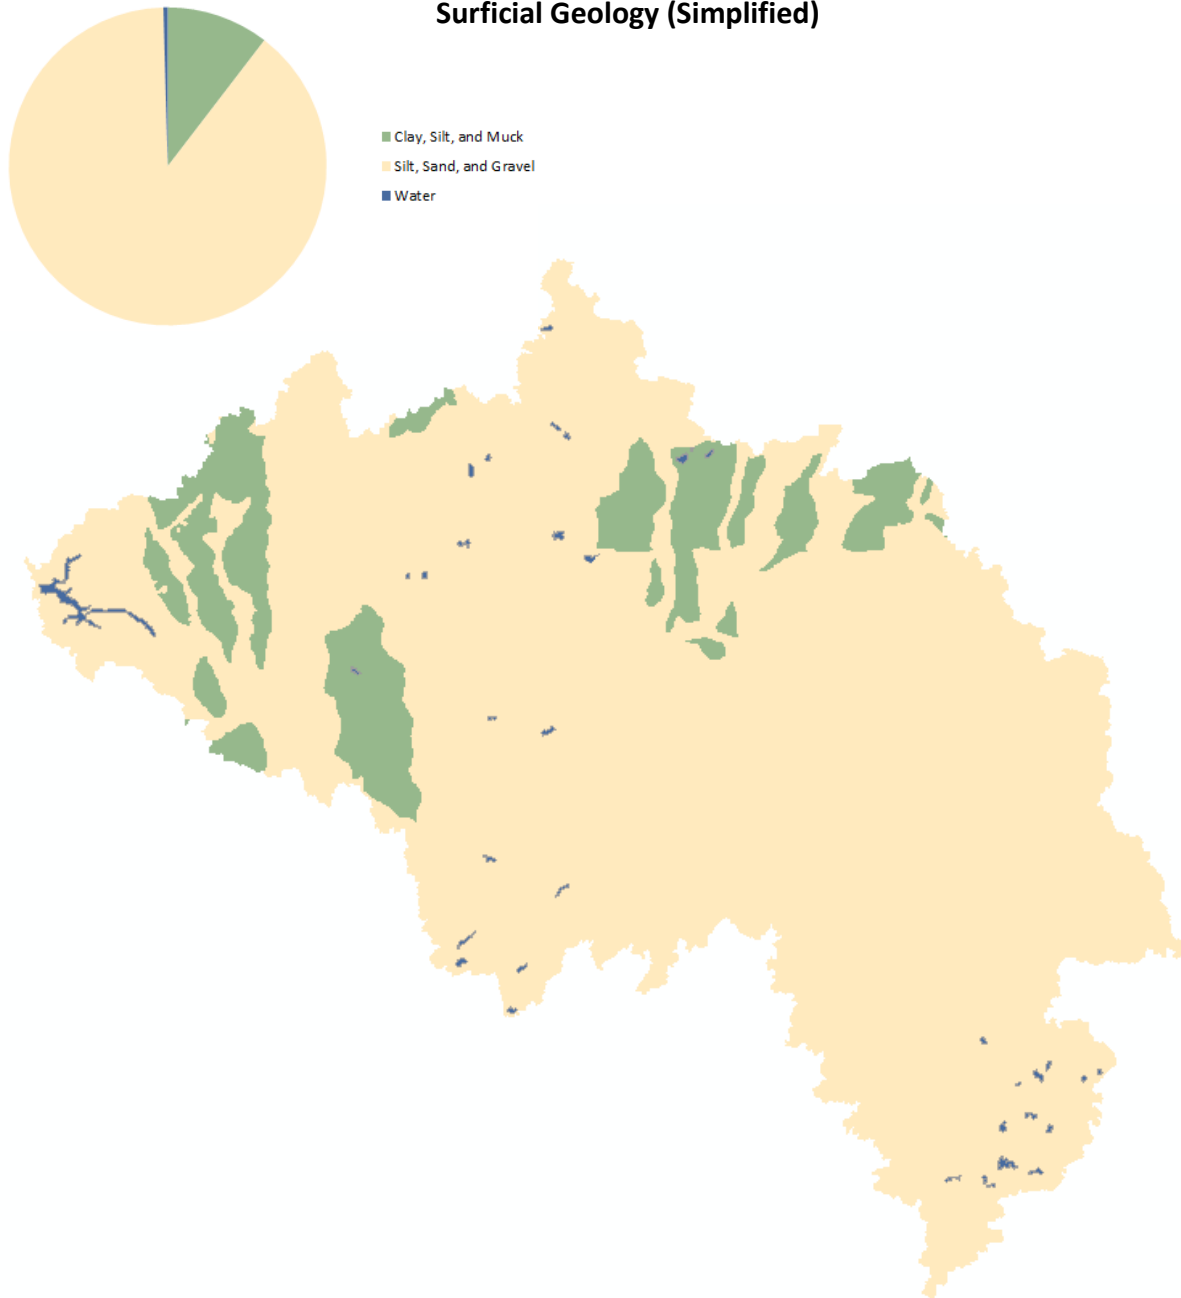 Surficial Geology (Simplified)
Clay, Silt, and Muck
Silt, Sand, and Gravel
Water